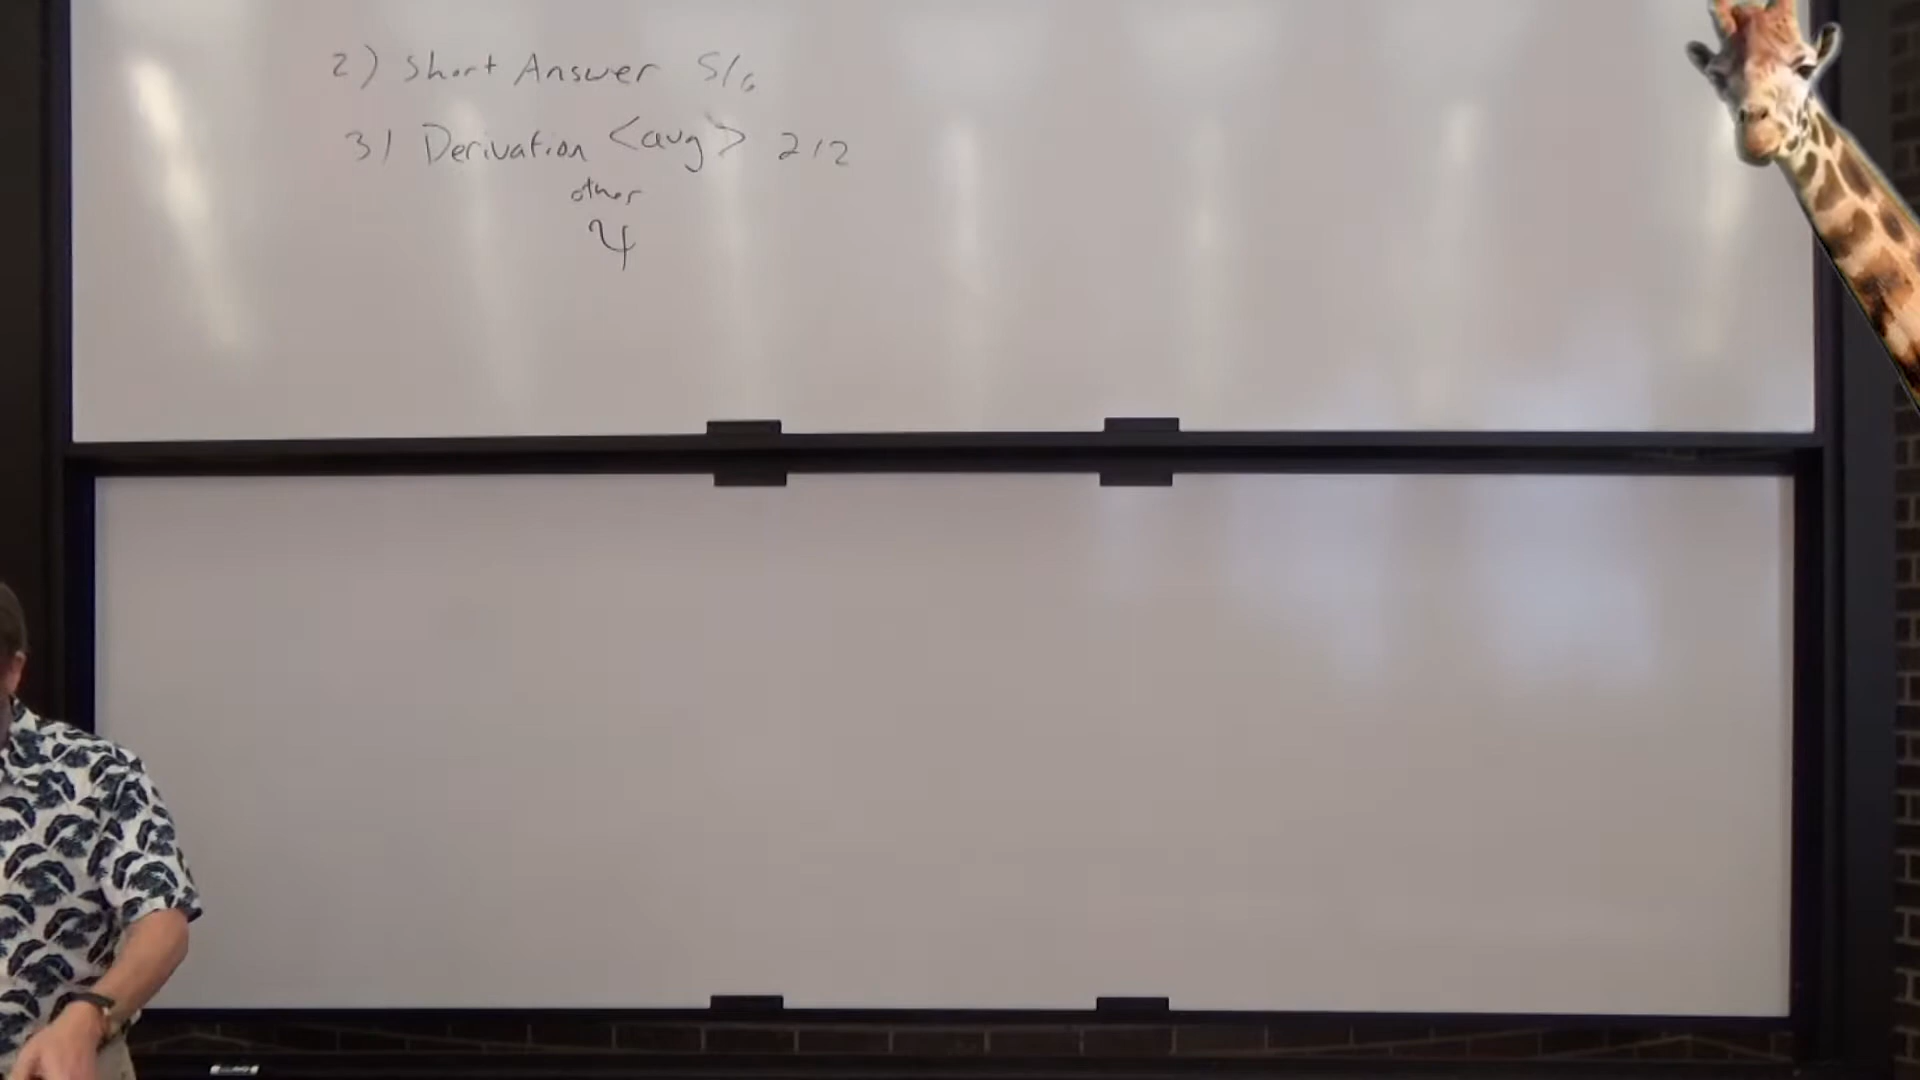 2) Short Answer 5/6
3) Derivation <avg> 2/2
other
Ψ